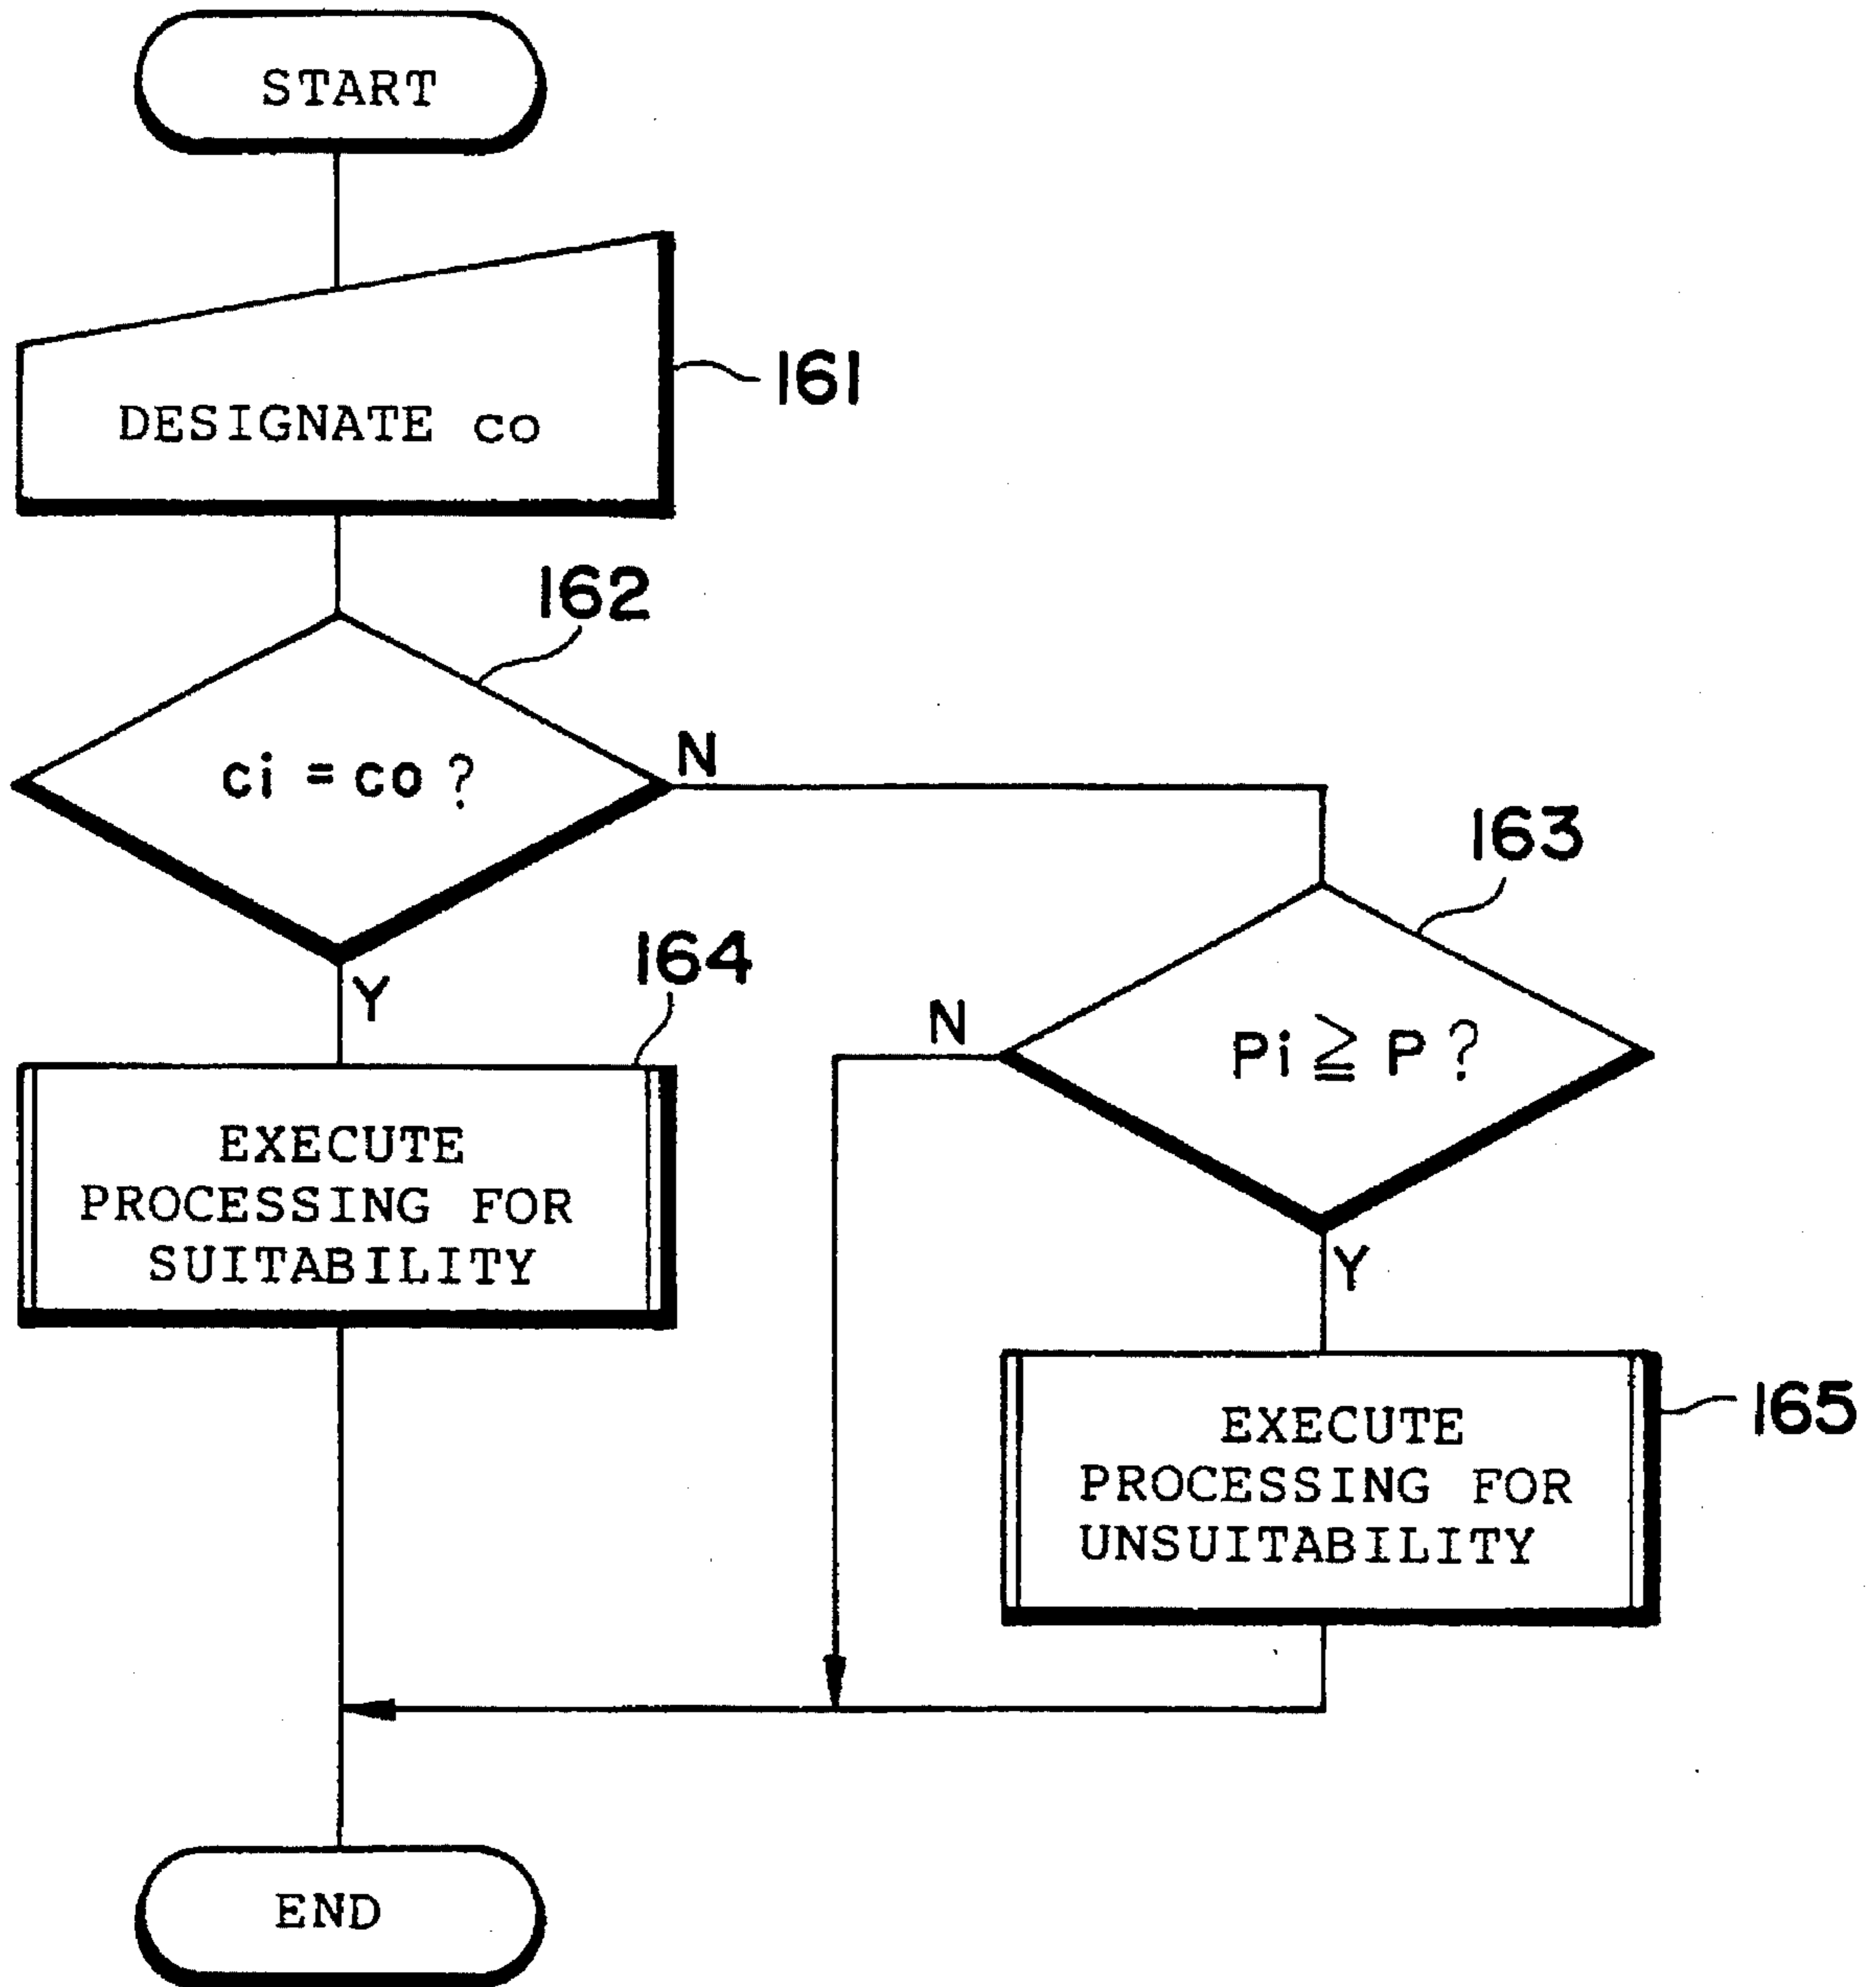 START
161
DESIGNATE co
162
ci = co ?
N
163
Y
164
N
Pi ≧ P ?
EXECUTE
PROCESSING FOR
SUITABILITY
Y
165
EXECUTE
PROCESSING FOR
UNSUITABILITY
END